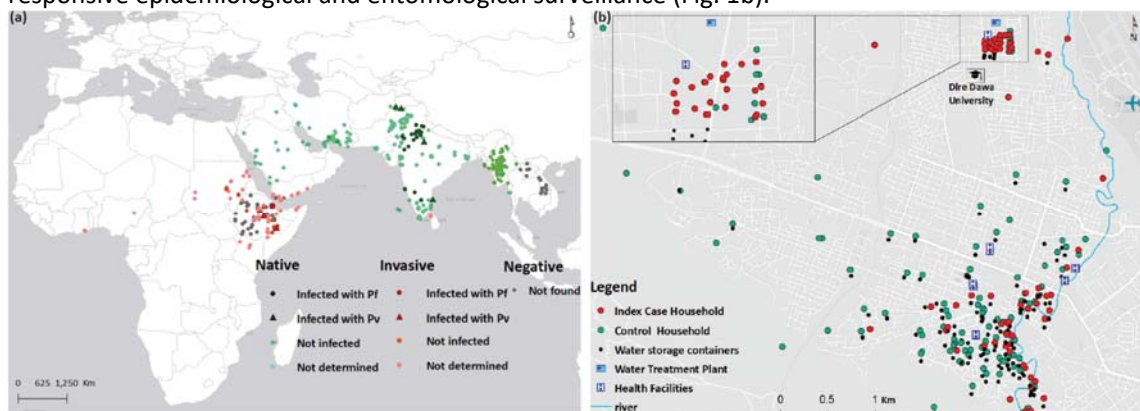 responsive epidemiological and entomological surveillance (Fig. 1b).
(a)
Native Invasive Negative
Infected with Pf Infected with Pf Not found
Infected with Pv Infected with Pv
Not infected Not infected
Not determined Not determined
0 625 1,250 Km
(b)
H
H
Dire Dawa
University
H
H
H
H
H
Legend
Index Case Household
Control Household
Water storage containers
Water Treatment Plant
H Health Facilities
river
0 0.5 1 Km